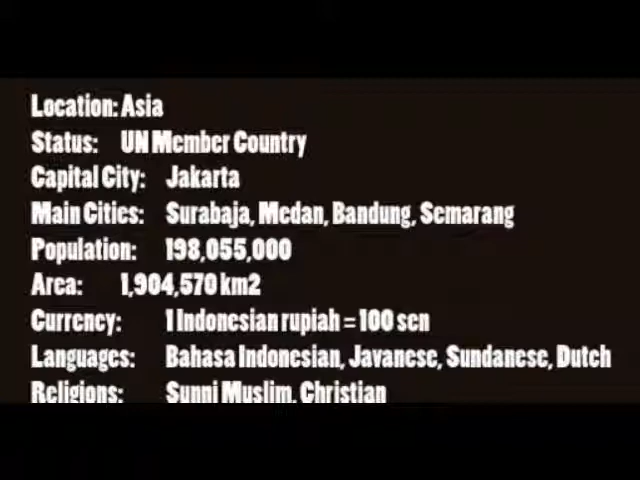 Location: Asia
Status: UN Member Country
Capital City: Jakarta
Main Cities: Surabaja, Medan, Bandung, Semarang
Population: 198,055,000
Area: 1,904,570 km2
Currency: 1 Indonesian rupiah = 100 sen
Languages: Bahasa Indonesian, Javanese, Sundanese, Dutch
Religions: Sunni Muslim, Christian